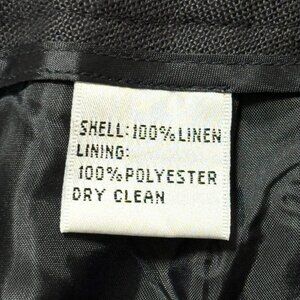 SHELL: 100% LINEN
LINING:
100% POLYESTER
DRY CLEAN